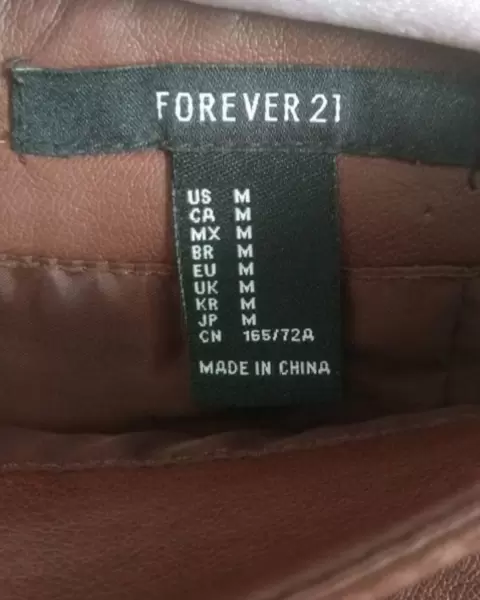 FOREVER 21
US M
CA M
MX M
BR M
EU M
UK M
KR M
JP M
CN 165/72A
MADE IN CHINA